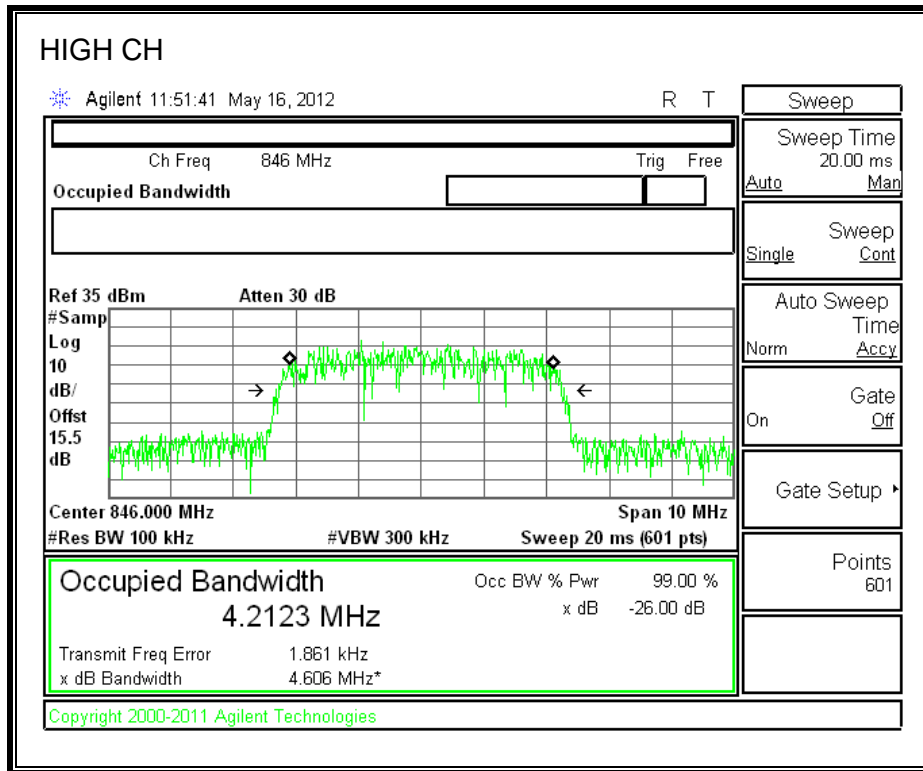 HIGH CH
Agilent 11:51:41 May 16, 2012 R T
Ch Freq 846 MHz Trig Free
Occupied Bandwidth
Ref 35 dBm Atten 30 dB
#Samp
Log
10
dB/
Offst
15.5
dB
Center 846.000 MHz Span 10 MHz
#Res BW 100 kHz #VBW 300 kHz Sweep 20 ms (601 pts)
Occupied Bandwidth Occ BW % Pwr 99.00 %
4.2123 MHz x dB -26.00 dB
Transmit Freq Error 1.861 kHz
x dB Bandwidth 4.606 MHz*
Copyright 2000-2011 Agilent Technologies
Sweep
Sweep Time
20.00 ms
Auto Man
Sweep
Single Cont
Auto Sweep
Time
Norm Accy
Gate
On Off
Gate Setup
Points
601